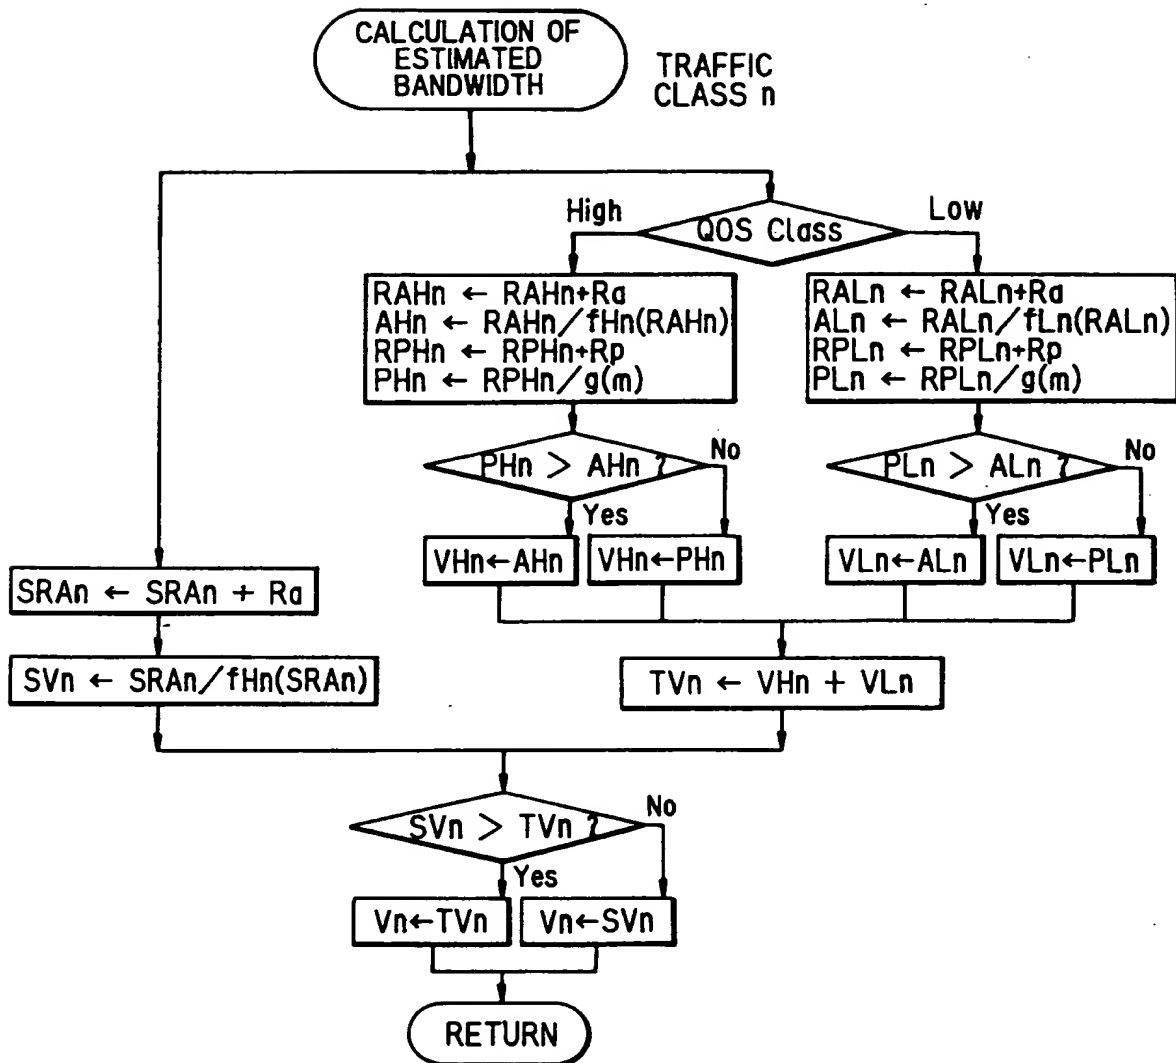 CALCULATION OF
ESTIMATED
BANDWIDTH
TRAFFIC
CLASS n
High
QOS Class
Low
RAHn ← RAHn+Ra
AHn ← RAHn/fHn(RAHn)
RPHn ← RPHn+Rp
PHn ← RPHn/g(m)
RALn ← RALn+Ra
ALn ← RALn/fLn(RALn)
RPLn ← RPLn+Rp
PLn ← RPLn/g(m)
PHn > AHn ?
No
Yes
PLn > ALn ?
No
Yes
VHn←AHn
VHn←PHn
VLn←ALn
VLn←PLn
SRAn ← SRAn + Ra
SVn ← SRAn/fHn(SRAn)
TVn ← VHn + VLn
SVn > TVn ?
No
Yes
Vn←TVn
Vn←SVn
RETURN